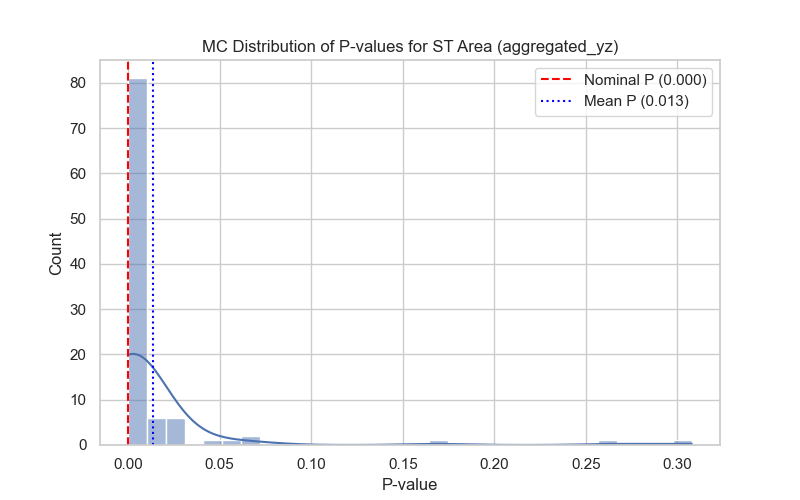 MC Distribution of P-values for ST Area (aggregated_yz)
Nominal P (0.000)
Mean P (0.013)
Count
80
70
60
50
40
30
20
10
0
0.00 0.05 0.10 0.15 0.20 0.25 0.30
P-value